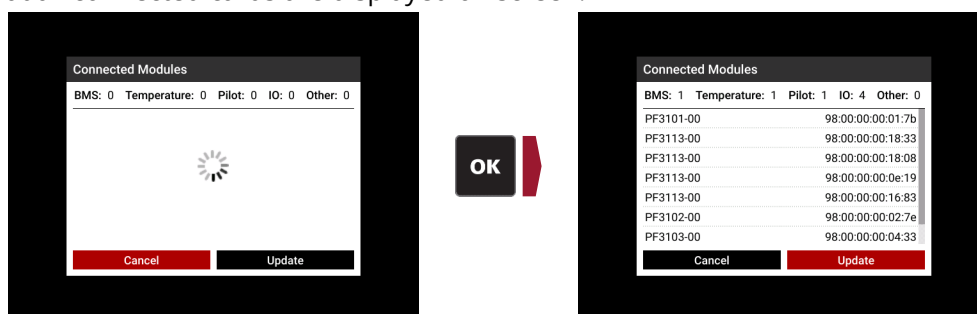 Connected Modules
BMS: 0 Temperature: 0 Pilot: 0 IO: 0 Other: 0
Cancel Update
OK
Connected Modules
BMS: 1 Temperature: 1 Pilot: 1 IO: 4 Other: 0
PF3101-00 98:00:00:00:01:7b
PF3113-00 98:00:00:00:18:33
PF3113-00 98:00:00:00:18:08
PF3113-00 98:00:00:00:0e:19
PF3113-00 98:00:00:00:16:83
PF3102-00 98:00:00:00:02:7e
PF3103-00 98:00:00:00:04:33
Cancel Update